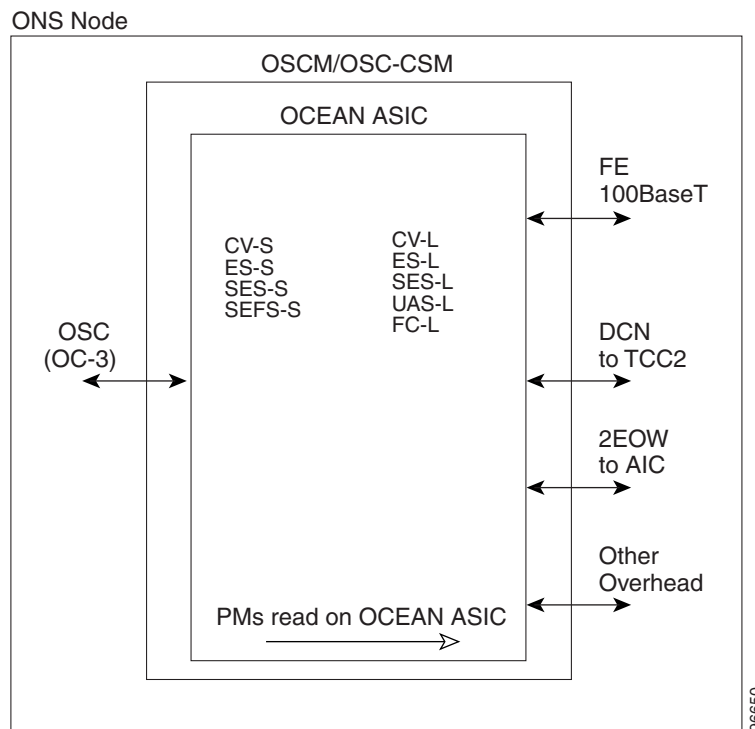 ONS Node
OSCM/OSC-CSM
OCEAN ASIC
FE
100BaseT
CV-S
ES-S
SES-S
SEFS-S
CV-L
ES-L
SES-L
UAS-L
FC-L
OSC
(OC-3)
DCN
to TCC2
2EOW
to AIC
Other
Overhead
PMs read on OCEAN ASIC